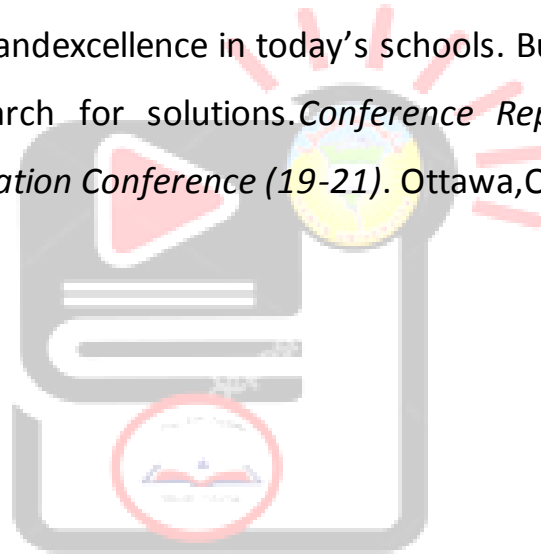 andexcellence in today’s schools. Bu
arch for solutions.Conference Rep
ation Conference (19-21). Ottawa,C